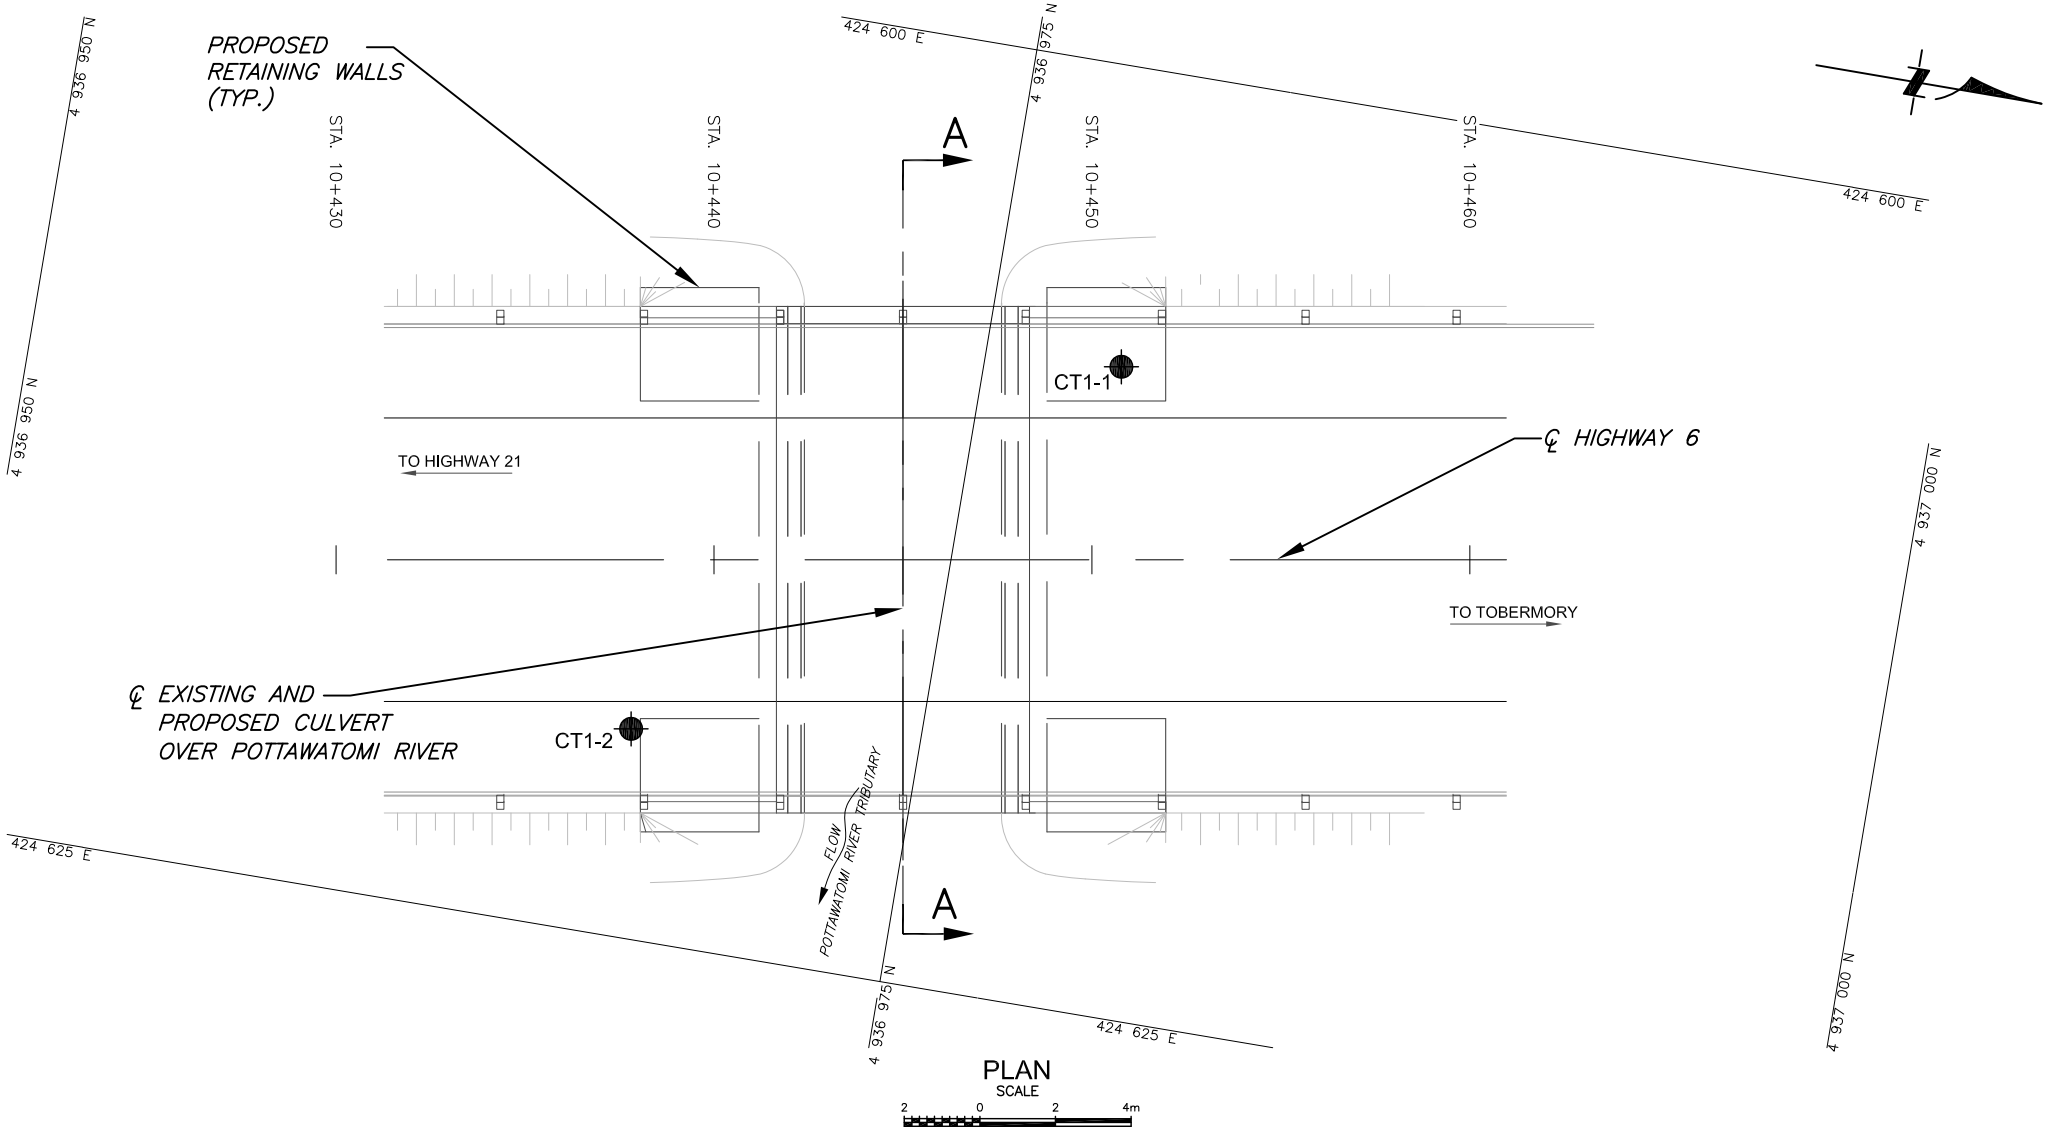 4 936 950 N
PROPOSED
RETAINING WALLS
(TYP.)
424 600 E
4 936 975 N
STA. 10+430
STA. 10+440
A
STA. 10+450
STA. 10+460
424 600 E
4 936 950 N
CT1-1
TO HIGHWAY 21
℄ HIGHWAY 6
4 937 000 N
TO TOBERMORY
℄ EXISTING AND
PROPOSED CULVERT
OVER POTTAWATOMI RIVER
CT1-2
FLOW
POTTAWATOMI RIVER TRIBUTARY
424 625 E
A
4 936 975 N
424 625 E
4 937 000 N
PLAN
SCALE
2 0 2 4m